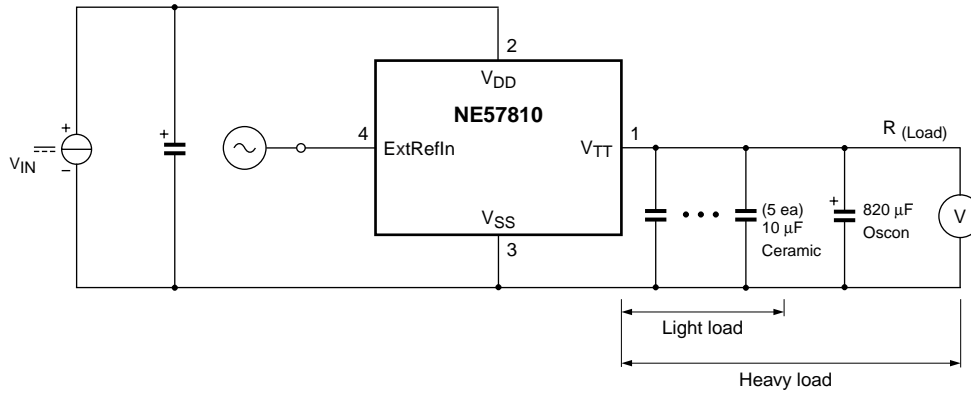 2
V_DD
NE57810
+
+
V_IN
−
4
ExtRefIn
V_TT
1
R (Load)
V_SS
3
(5 ea)
10 µF
Ceramic
+
820 µF
Oscon
V
Light load
Heavy load